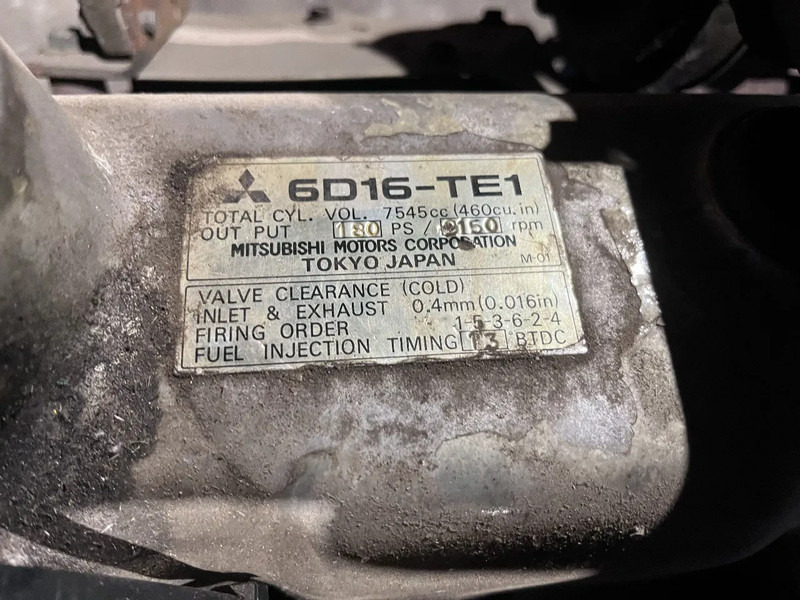 6D16-TE1
TOTAL CYL. VOL. 7545cc (460cu.in)
OUT PUT 180 PS / 2150 rpm
MITSUBISHI MOTORS CORPORATION
TOKYO JAPAN M-01
VALVE CLEARANCE (COLD)
INLET & EXHAUST 0.4mm(0.016in)
FIRING ORDER 1-5-3-6-2-4
FUEL INJECTION TIMING 13 BTDC